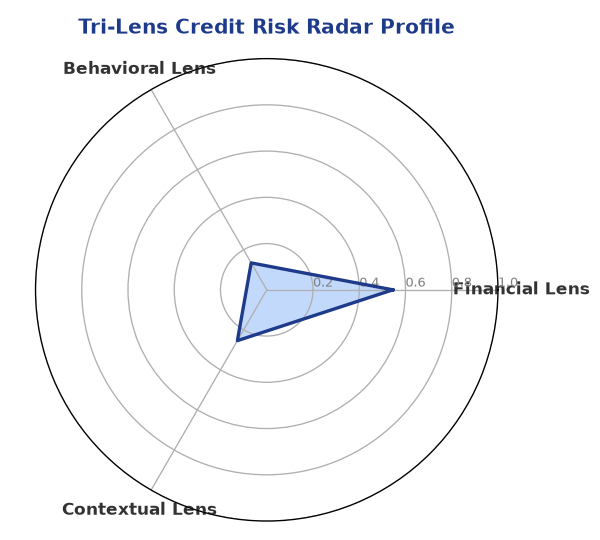 Tri-Lens Credit Risk Radar Profile
Behavioral Lens
0.2
0.4
0.6
0.8
1.0
Financial Lens
Contextual Lens